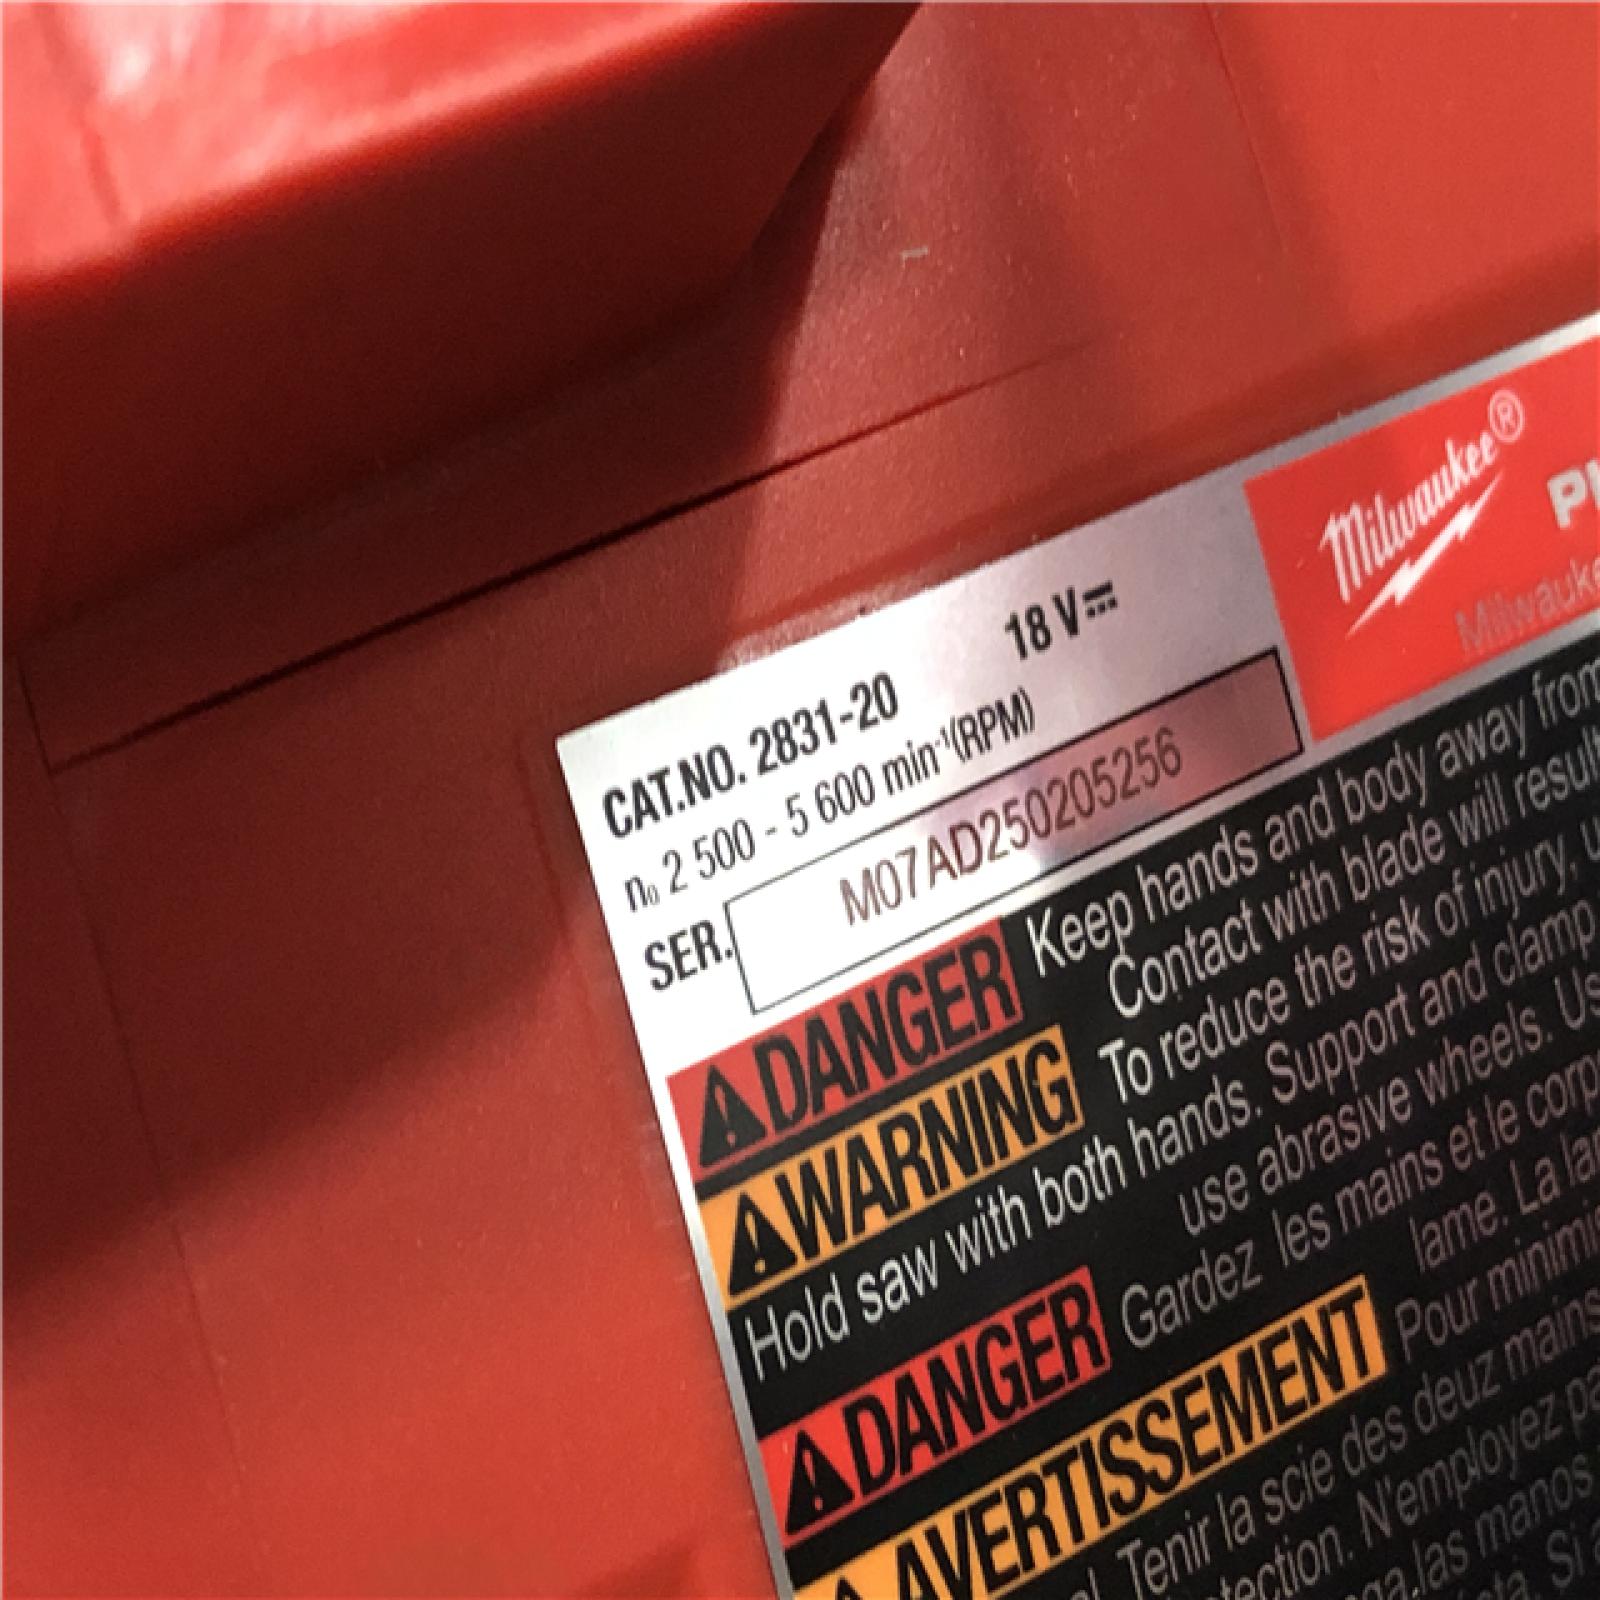 Milwaukee®
CAT.NO. 2831-20 18 V
n₀ 2 500 - 5 600 min⁻¹(RPM)
SER. M07AD250205256
DANGER Keep hands and body away from
Contact with blade will result
WARNING To reduce the risk of injury,
Hold saw with both hands. Support and clamp
use abrasive wheels.
DANGER Gardez les mains et le corps
lame. La
AVERTISSEMENT Pour
Tenir la scie des deuz mains
N'employez
las manos
Si